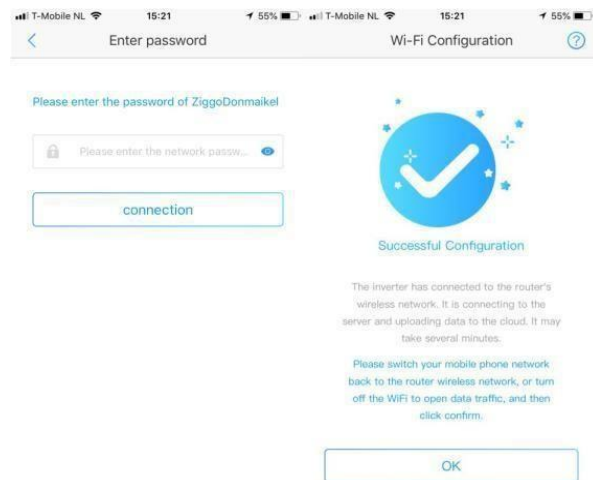 T-Mobile NL 15:21 55%
Enter password
Please enter the password of ZiggoDonmaikel
Please enter the network passw...
connection
T-Mobile NL 15:21 55%
Wi-Fi Configuration ?
Successful Configuration
The inverter has connected to the router's
wireless network. It is connecting to the
server and uploading data to the cloud. It may
take several minutes.
Please switch your mobile phone network
back to the router wireless network, or turn
off the WiFi to open data traffic, and then
click confirm.
OK